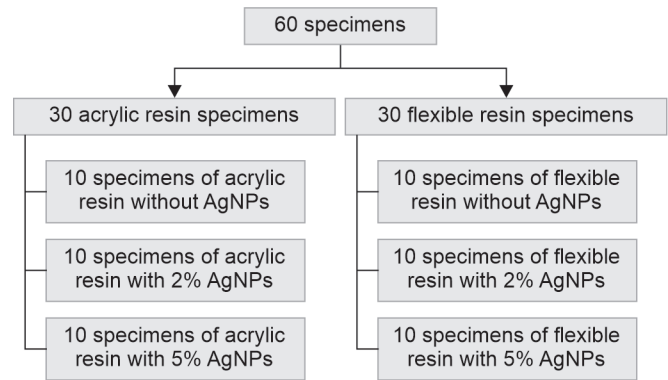 60 specimens
30 acrylic resin specimens
10 specimens of acrylic
resin without AgNPs
10 specimens of acrylic
resin with 2% AgNPs
10 specimens of acrylic
resin with 5% AgNPs
30 flexible resin specimens
10 specimens of flexible
resin without AgNPs
10 specimens of flexible
resin with 2% AgNPs
10 specimens of flexible
resin with 5% AgNPs